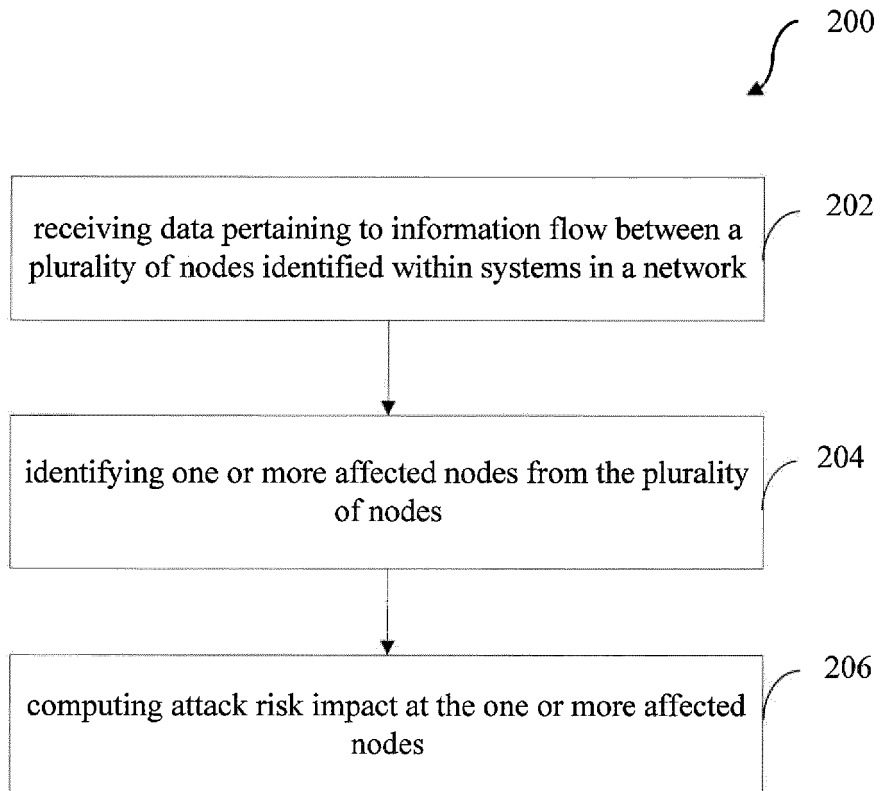 200
receiving data pertaining to information flow between a
plurality of nodes identified within systems in a network
202
identifying one or more affected nodes from the plurality
of nodes
204
computing attack risk impact at the one or more affected
nodes
206